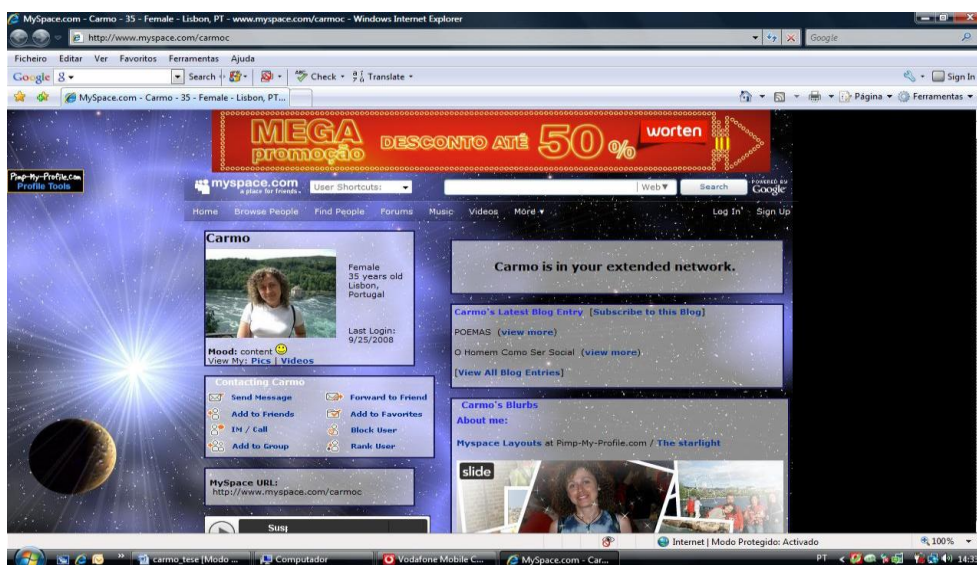 MySpace.com - Carmo - 35 - Female - Lisbon, PT - www.myspace.com/carmoc - Windows Internet Explorer
http://www.myspace.com/carmoc
Google
Ficheiro Editar Ver Favoritos Ferramentas Ajuda
Google Search Check Translate Sign In
MySpace.com - Carmo - 35 - Female - Lisbon, PT... Página Ferramentas
MEGA promoção DESCONTO ATÉ 50% worten
Pimp-My-Profile.com
Profile Tools
myspace.com User Shortcuts: Web Search POWERED BY Google
a place for friends
Home Browse People Find People Forums Music Videos More Log In Sign Up
Carmo
Female
35 years old
Lisbon,
Portugal
Last Login:
9/25/2008
Mood: content
View My: Pics | Videos
Contacting Carmo
Send Message Forward to Friend
Add to Friends Add to Favorites
IM / Call Block User
Add to Group Rank User
MySpace URL:
http://www.myspace.com/carmoc
Carmo is in your extended network.
Carmo's Latest Blog Entry [Subscribe to this Blog]
POEMAS (view more)
O Homem Como Ser Social (view more)
[View All Blog Entries]
Carmo's Blurbs
About me:
Myspace Layouts at Pimp-My-Profile.com / The starlight
slide
Internet | Modo Protegido: Activado 100%
carmo_tese [Modo ... Computador Vodafone Mobile C... MySpace.com - Car... PT 14:33